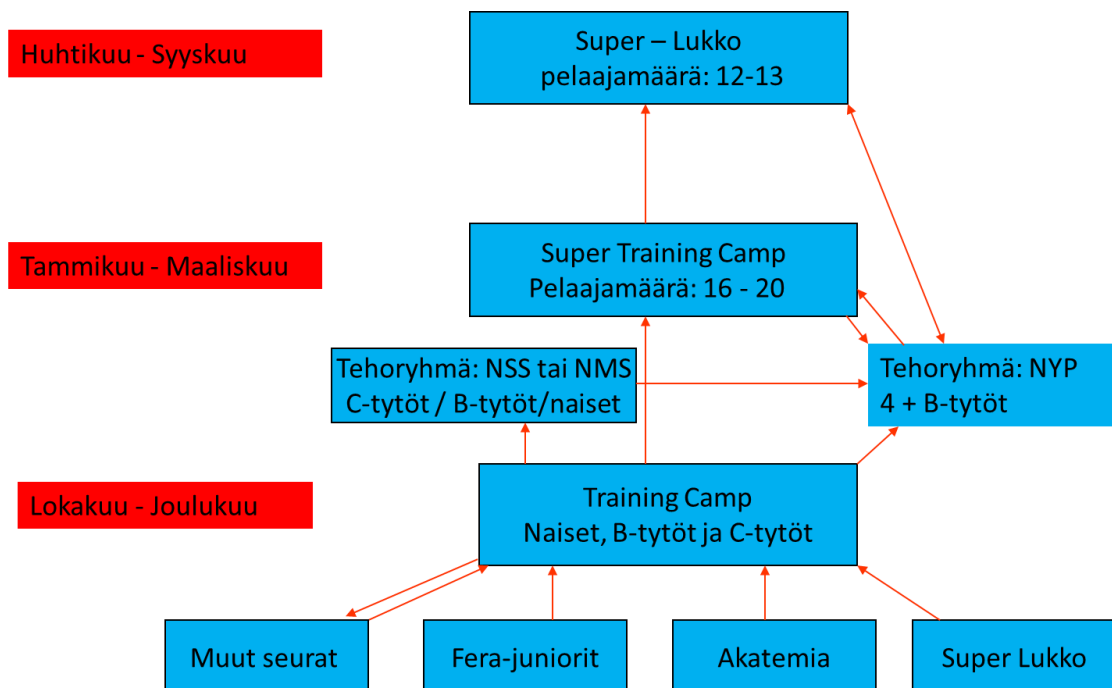 Huhtikuu - Syyskuu
Super – Lukko
pelaajamäärä: 12-13
Tammikuu - Maaliskuu
Super Training Camp
Pelaajamäärä: 16 - 20
Tehoryhmä: NSS tai NMS
C-tytöt / B-tytöt/naiset
Tehoryhmä: NYP
4 + B-tytöt
Lokakuu - Joulukuu
Training Camp
Naiset, B-tytöt ja C-tytöt
Muut seurat
Fera-juniorit
Akatemia
Super Lukko